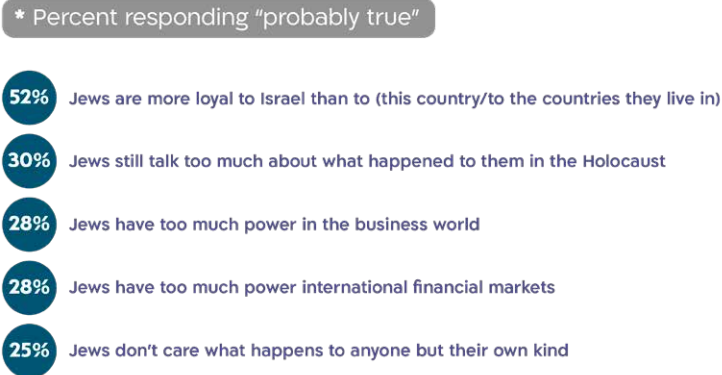 * Percent responding “probably true”
52% Jews are more loyal to Israel than to (this country/to the countries they live in)
30% Jews still talk too much about what happened to them in the Holocaust
28% Jews have too much power in the business world
28% Jews have too much power international financial markets
25% Jews don’t care what happens to anyone but their own kind